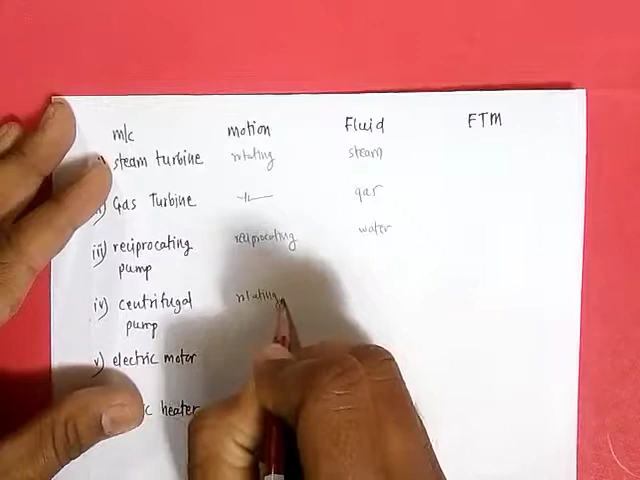 m/c motion Fluid FTM
steam turbine rotating steam
Gas Turbine -4- gas
iii) reciprocating reciprocating water
pump
iv) centrifugal rotating
pump
v) electric motor
heater